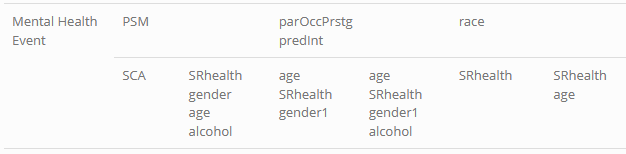 Mental Health Event PSM parOccPrstg predInt race
SCA SRhealth gender age alcohol age SRhealth gender1 age SRhealth gender1 alcohol SRhealth SRhealth age